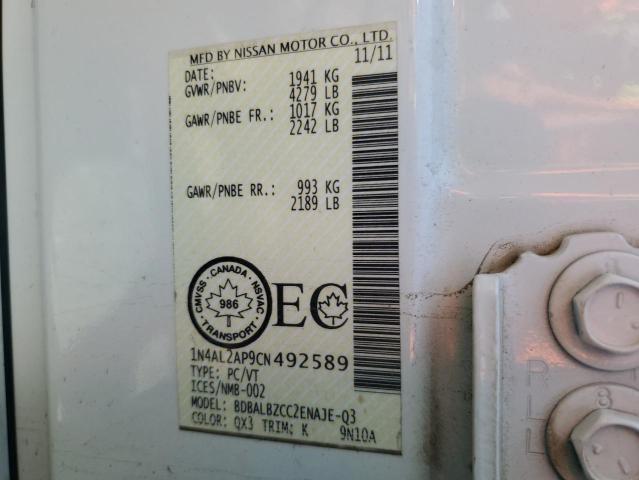 MFD BY NISSAN MOTOR CO., LTD.
DATE: 11/11
GVWR/PNBV: 1941 KG
4279 LB
GAWR/PNBE FR.: 1017 KG
2242 LB
GAWR/PNBE RR.: 993 KG
2189 LB
CANADA · NSVAC · TRANSPORT · CMVSS
986
EC
1N4AL2AP9CN492589
TYPE: PC/VT
ICES/NMB-002
MODEL: BDBALBZCC2ENAJE-Q3
COLOR: QX3 TRIM: K 9N10A
8